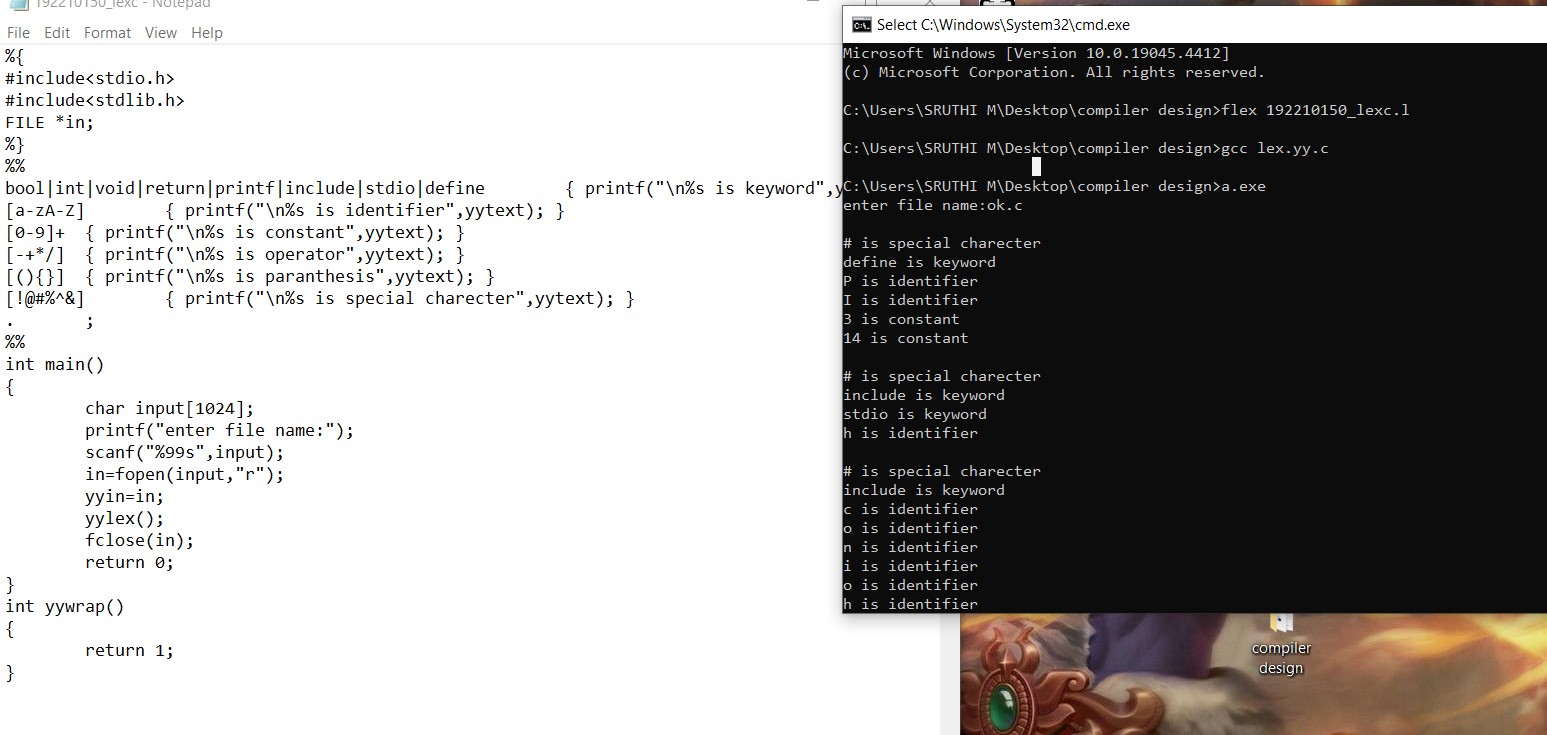 192210150_lexc - Notepad
File Edit Format View Help
%{
#include<stdio.h>
#include<stdlib.h>
FILE *in;
%}
%%
bool|int|void|return|printf|include|stdio|define { printf("\n%s is keyword",y
[a-zA-Z] { printf("\n%s is identifier",yytext); }
[0-9]+ { printf("\n%s is constant",yytext); }
[-+*/] { printf("\n%s is operator",yytext); }
[(){}] { printf("\n%s is paranthesis",yytext); }
[!@#%^&] { printf("\n%s is special charecter",yytext); }
. ;
%%
int main()
{
char input[1024];
printf("enter file name:");
scanf("%99s",input);
in=fopen(input,"r");
yyin=in;
yylex();
fclose(in);
return 0;
}
int yywrap()
{
return 1;
}
Select C:\Windows\System32\cmd.exe
Microsoft Windows [Version 10.0.19045.4412]
(c) Microsoft Corporation. All rights reserved.
C:\Users\SRUTHI M\Desktop\compiler design>flex 192210150_lexc.l
C:\Users\SRUTHI M\Desktop\compiler design>gcc lex.yy.c
C:\Users\SRUTHI M\Desktop\compiler design>a.exe
enter file name:ok.c
# is special charecter
define is keyword
P is identifier
I is identifier
3 is constant
14 is constant
# is special charecter
include is keyword
stdio is keyword
h is identifier
# is special charecter
include is keyword
c is identifier
o is identifier
n is identifier
i is identifier
o is identifier
h is identifier
compiler
design